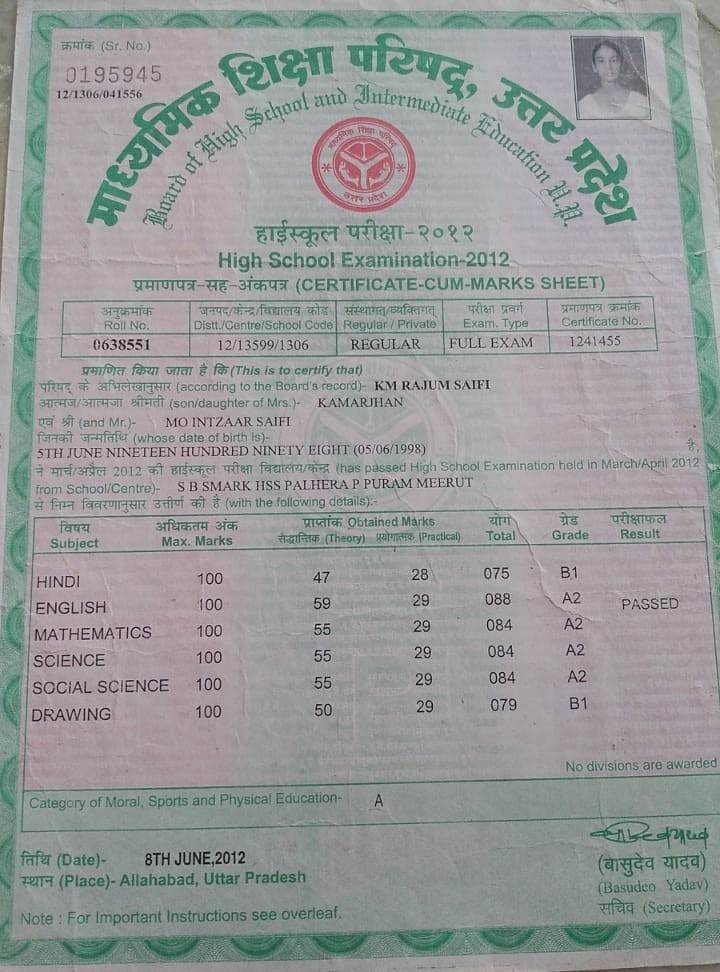 क्रमांक (Sr. No.)
0195945
12/1306/041556
माध्यमिक शिक्षा परिषद, उत्तर प्रदेश
Board of High School and Intermediate Education U.P.
माध्यमिक शिक्षा परिषद
उत्तर प्रदेश
हाईस्कूल परीक्षा-२०१२
High School Examination-2012
प्रमाणपत्र-सह-अंकपत्र (CERTIFICATE-CUM-MARKS SHEET)
अनुक्रमांक जनपद/केन्द्र/विद्यालय कोड संस्थागत/व्यक्तिगत परीक्षा प्रवर्ग प्रमाणपत्र क्रमांक
Roll No. Distt./Centre/School Code Regular / Private Exam. Type Certificate No.
0638551 12/13599/1306 REGULAR FULL EXAM 1241455
प्रमाणित किया जाता है कि (This is to certify that)
परिषद के अभिलेखानुसार (according to the Board's record)- KM RAJUM SAIFI
आत्मज/आत्मजा श्रीमती (son/daughter of Mrs.)- KAMARJHAN
एवं श्री (and Mr.)- MO INTZAAR SAIFI
जिनकी जन्मतिथि (whose date of birth is)-
5TH JUNE NINETEEN HUNDRED NINETY EIGHT (05/06/1998) है,
ने मार्च/अप्रैल 2012 की हाईस्कूल परीक्षा विद्यालय/केन्द्र (has passed High School Examination held in March/April 2012
from School/Centre)- S B SMARK HSS PALHERA P PURAM MEERUT
से निम्न विवरणानुसार उत्तीर्ण की है (with the following details):-
विषय अधिकतम अंक प्राप्तांक Obtained Marks योग ग्रेड परीक्षाफल
Subject Max. Marks सैद्धान्तिक (Theory) प्रयोगात्मक (Practical) Total Grade Result
HINDI 100 47 28 075 B1
ENGLISH 100 59 29 088 A2 PASSED
MATHEMATICS 100 55 29 084 A2
SCIENCE 100 55 29 084 A2
SOCIAL SCIENCE 100 55 29 084 A2
DRAWING 100 50 29 079 B1
No divisions are awarded
Category of Moral, Sports and Physical Education- A
तिथि (Date)- 8TH JUNE,2012
स्थान (Place)- Allahabad, Uttar Pradesh
(बासुदेव यादव)
(Basudeo Yadav)
सचिव (Secretary)
Note : For Important Instructions see overleaf.